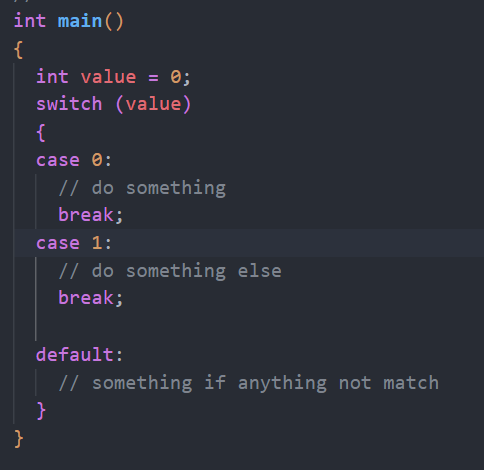 int main()
{
  int value = 0;
  switch (value)
  {
  case 0:
    // do something
    break;
  case 1:
    // do something else
    break;

  default:
    // something if anything not match
  }
}